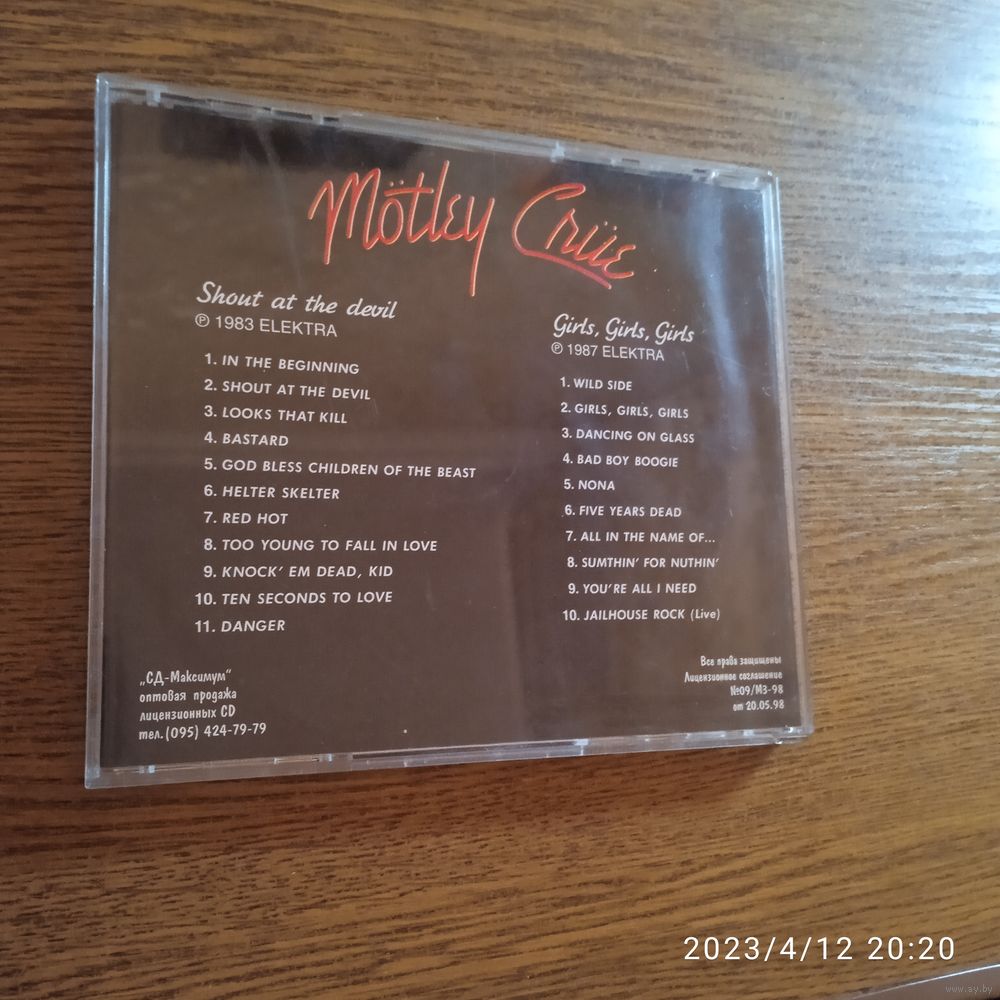 Mötley Crüe
Shout at the devil
℗ 1983 ELEKTRA
1. IN THE BEGINNING
2. SHOUT AT THE DEVIL
3. LOOKS THAT KILL
4. BASTARD
5. GOD BLESS CHILDREN OF THE BEAST
6. HELTER SKELTER
7. RED HOT
8. TOO YOUNG TO FALL IN LOVE
9. KNOCK' EM DEAD, KID
10. TEN SECONDS TO LOVE
11. DANGER
Girls, Girls, Girls
℗ 1987 ELEKTRA
1. WILD SIDE
2. GIRLS, GIRLS, GIRLS
3. DANCING ON GLASS
4. BAD BOY BOOGIE
5. NONA
6. FIVE YEARS DEAD
7. ALL IN THE NAME OF...
8. SUMTHIN' FOR NUTHIN'
9. YOU'RE ALL I NEED
10. JAILHOUSE ROCK (Live)
„СД-Максимум"
оптовая продажа
лицензионных CD
тел.(095) 424-79-79
Все права защищены
Лицензионное соглашение
№09/МЗ-98
от 20.05.98
2023/4/12 20:20
www.ay.by